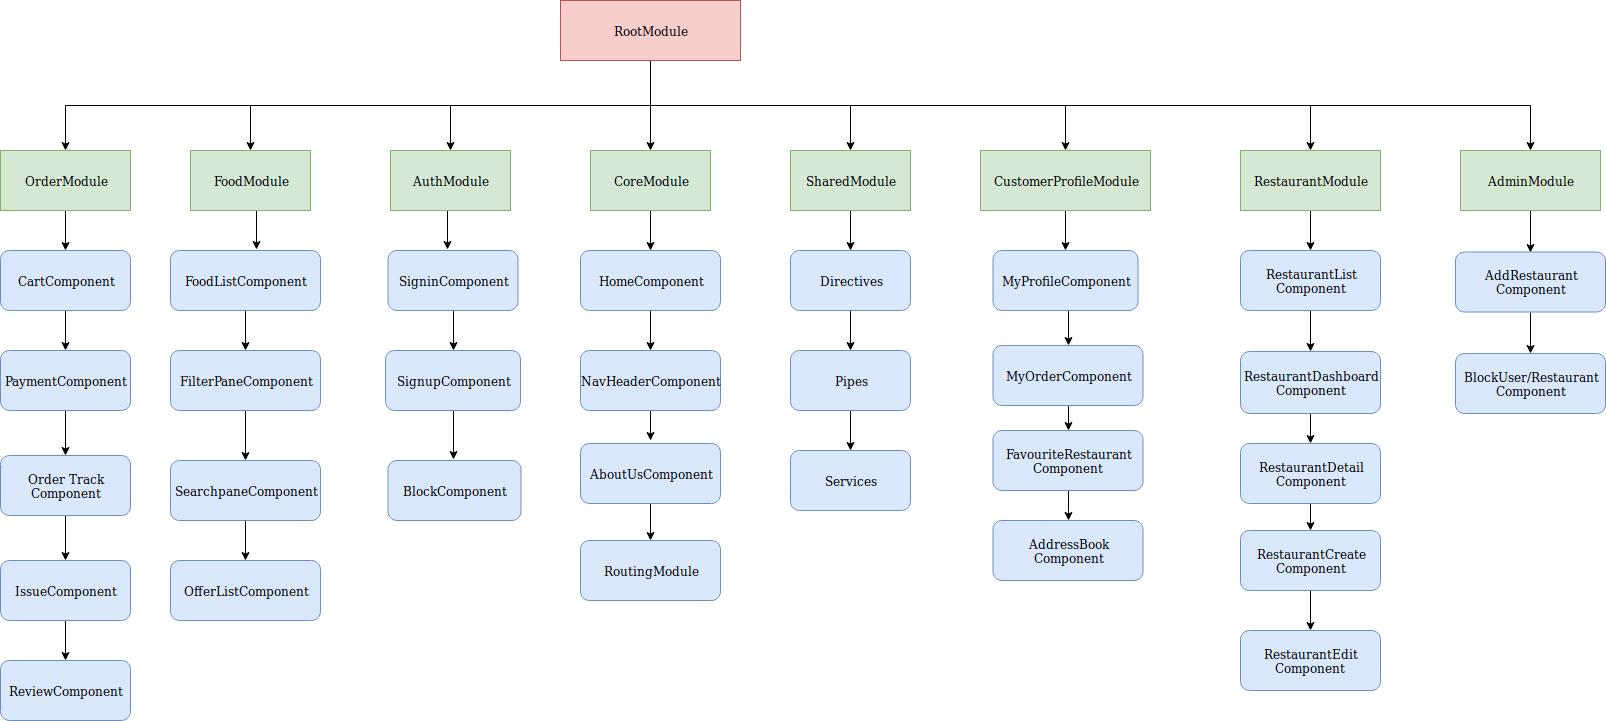 RootModule
OrderModule
FoodModule
AuthModule
CoreModule
SharedModule
CustomerProfileModule
RestaurantModule
AdminModule
CartComponent
PaymentComponent
Order Track
Component
IssueComponent
ReviewComponent
FoodListComponent
FilterPaneComponent
SearchpaneComponent
OfferListComponent
SigninComponent
SignupComponent
BlockComponent
HomeComponent
NavHeaderComponent
AboutUsComponent
RoutingModule
Directives
Pipes
Services
MyProfileComponent
MyOrderComponent
FavouriteRestaurant
Component
AddressBook
Component
RestaurantList
Component
RestaurantDashboard
Component
RestaurantDetail
Component
RestaurantCreate
Component
RestaurantEdit
Component
AddRestaurant
Component
BlockUser/Restaurant
Component